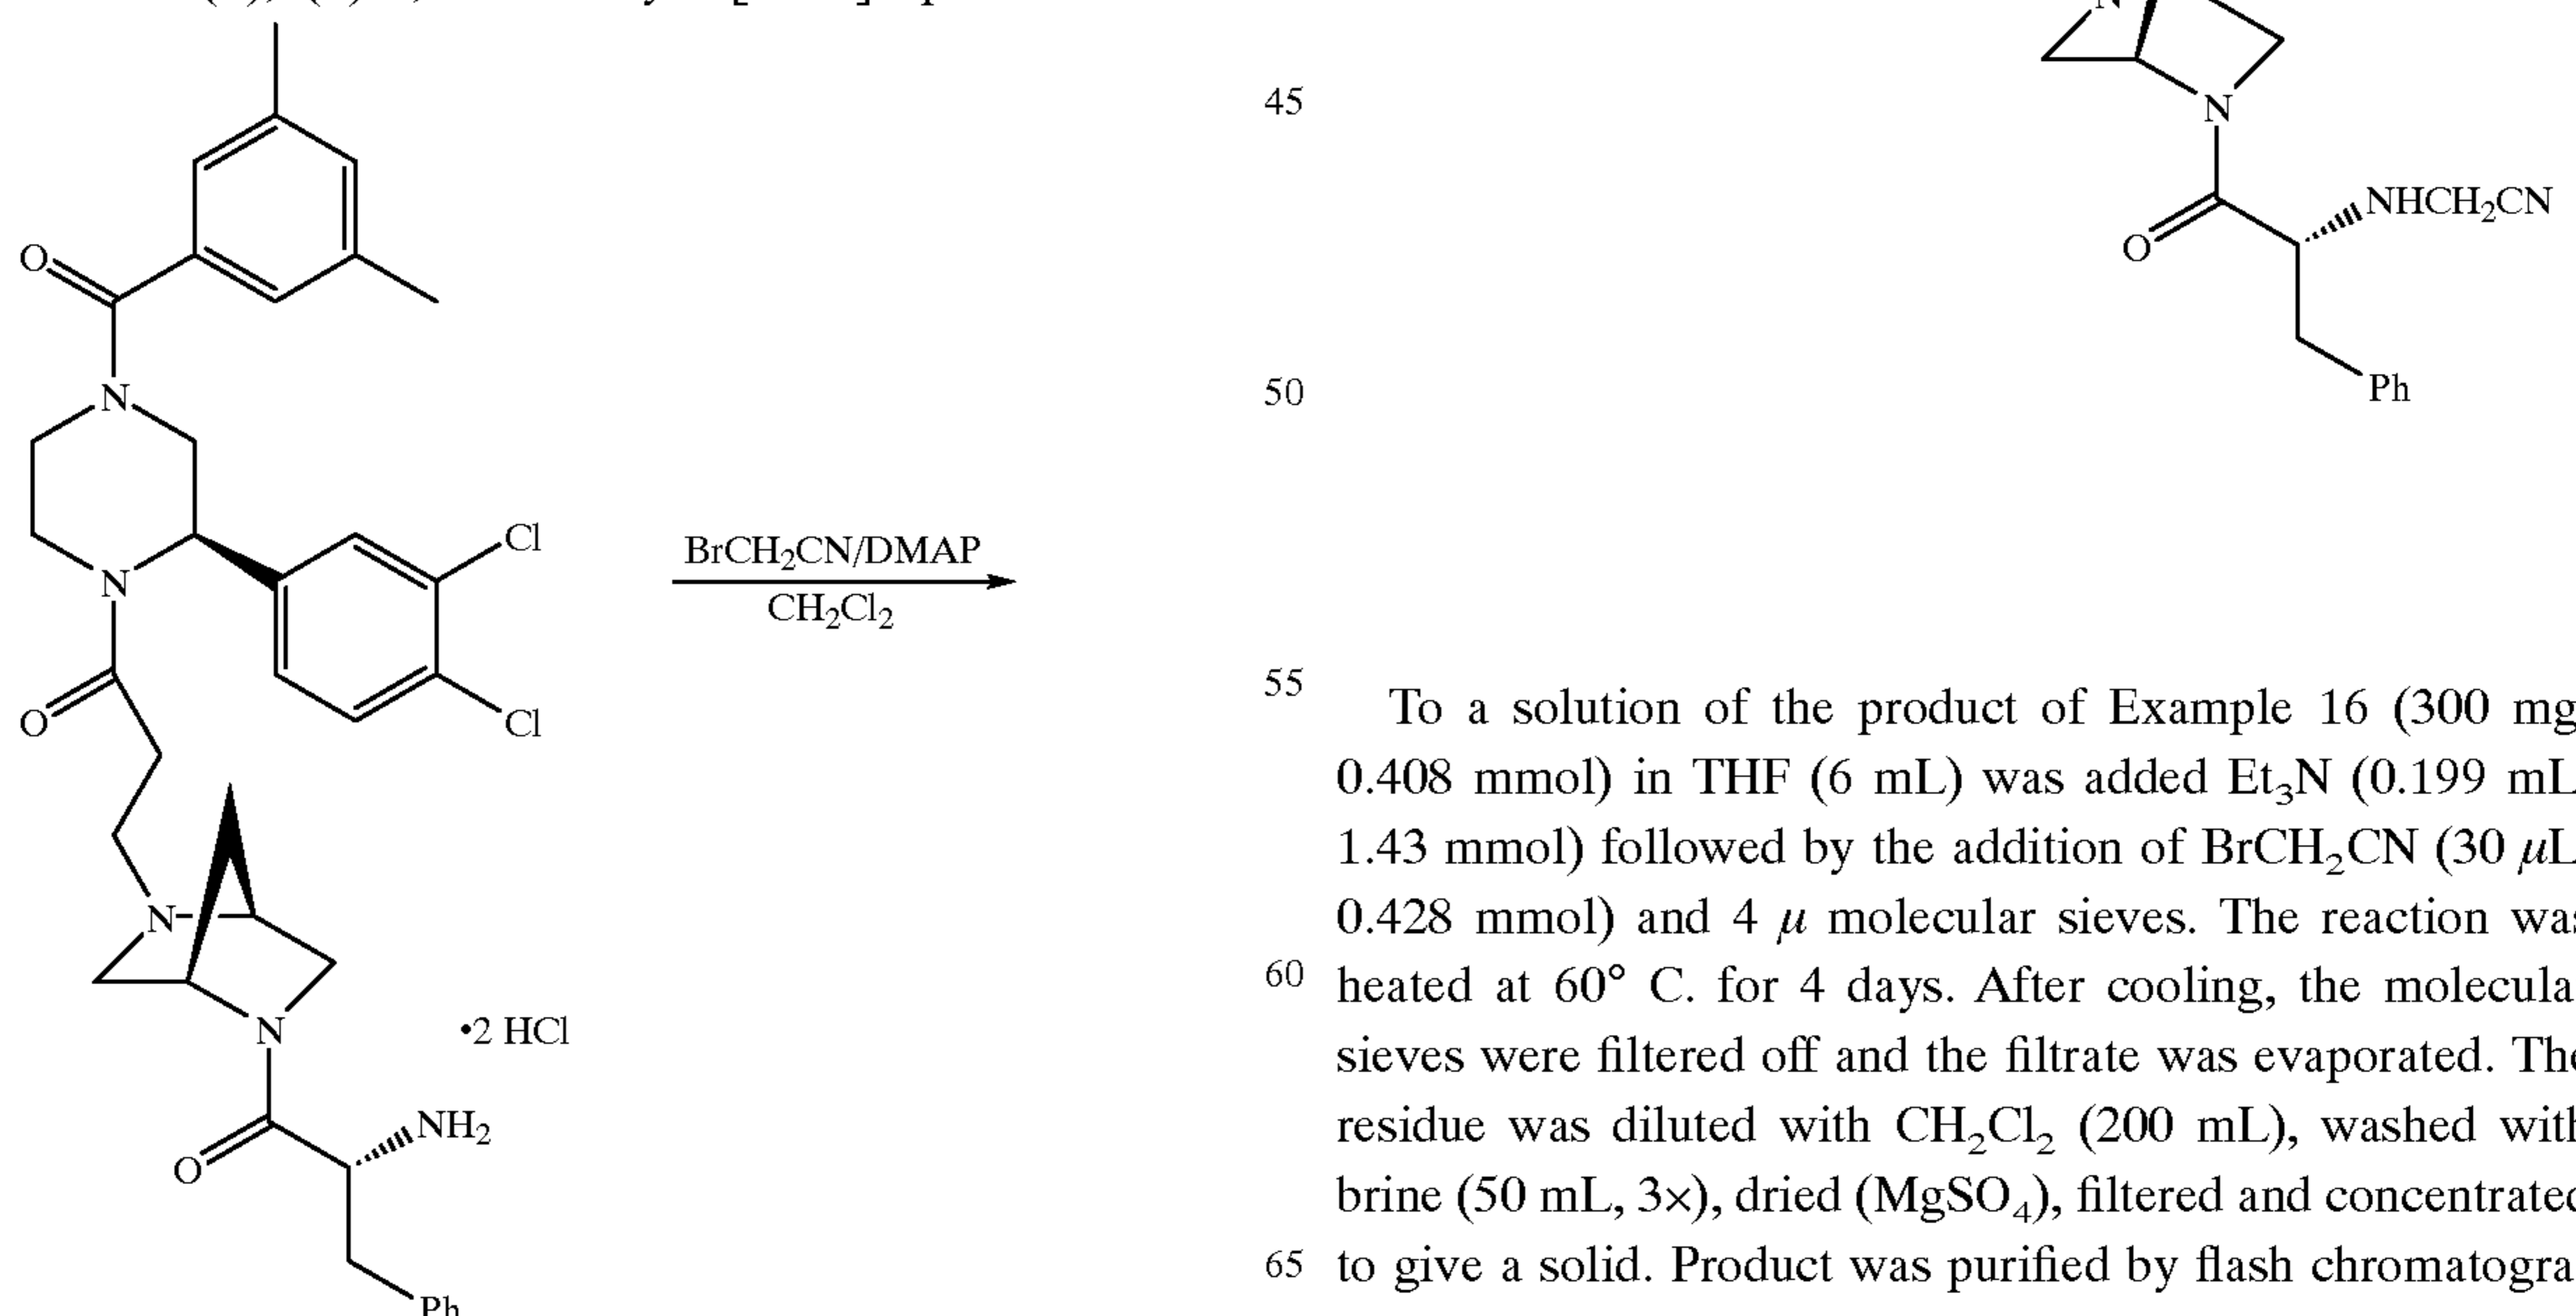 O
N
N
O
Cl
Cl
N
N
•2 HCl
O
NH2
Ph
BrCH2CN/DMAP
CH2Cl2
N
N
O
NHCH2CN
Ph
45
50
55
60
65
To a solution of the product of Example 16 (300 mg
0.408 mmol) in THF (6 mL) was added Et3N (0.199 mL
1.43 mmol) followed by the addition of BrCH2CN (30 μL
0.428 mmol) and 4 μ molecular sieves. The reaction was
heated at 60° C. for 4 days. After cooling, the molecula
sieves were filtered off and the filtrate was evaporated. The
residue was diluted with CH2Cl2 (200 mL), washed with
brine (50 mL, 3×), dried (MgSO4), filtered and concentrated
to give a solid. Product was purified by flash chromatogra